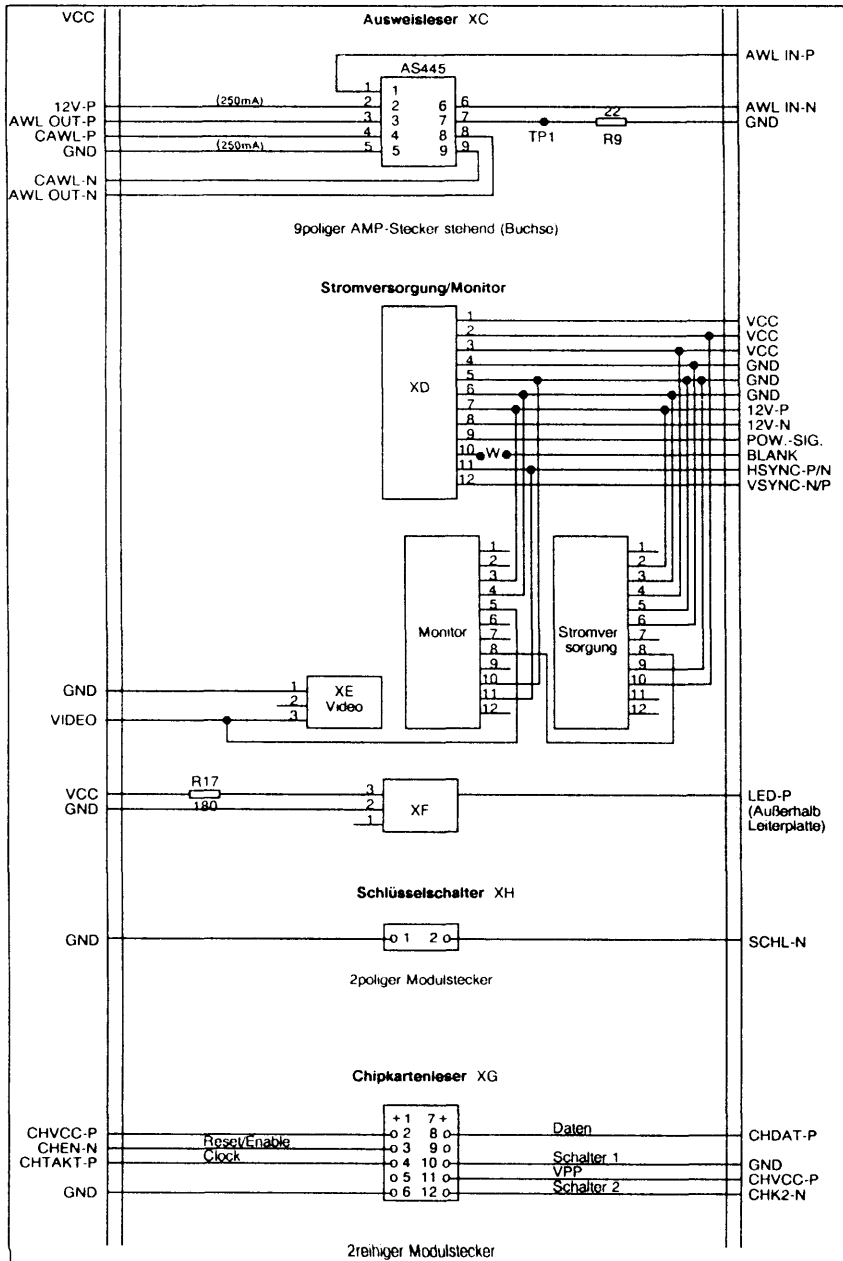 VCC
Ausweisleser XC
AWL IN-P
AS445
1 1
12V-P (250mA) 2 2 6 6 AWL IN-N
AWL OUT-P 3 3 7 7 TP1 22 R9 GND
CAWL-P 4 4 8 8
GND (250mA) 5 5 9 9
CAWL-N
AWL OUT-N
9poliger AMP-Stecker stehend (Buchse)
Stromversorgung/Monitor
XD
1 VCC
2 VCC
3 VCC
4 GND
5 GND
6 GND
7 12V-P
8 12V-N
9 POW.-SIG.
10 W BLANK
11 HSYNC-P/N
12 VSYNC-N/P
Monitor
1
2
3
4
5
6
7
8
9
10
11
12
Stromver
sorgung
1
2
3
4
5
6
7
8
9
10
11
12
GND 1 XE
2 Video
VIDEO 3
R17
VCC 3 LED-P
GND 180 2 XF (Außerhalb
1 Leiterplatte)
Schlüsselschalter XH
GND 1 2 SCHL-N
2poliger Modulstecker
Chipkartenleser XG
+ 1 7 +
CHVCC-P 2 8 Daten CHDAT-P
CHEN-N Reset/Enable 3 9
CHTAKT-P Clock 4 10 Schalter 1 GND
5 11 VPP CHVCC-P
GND 6 12 Schalter 2 CHK2-N
2reihiger Modulstecker